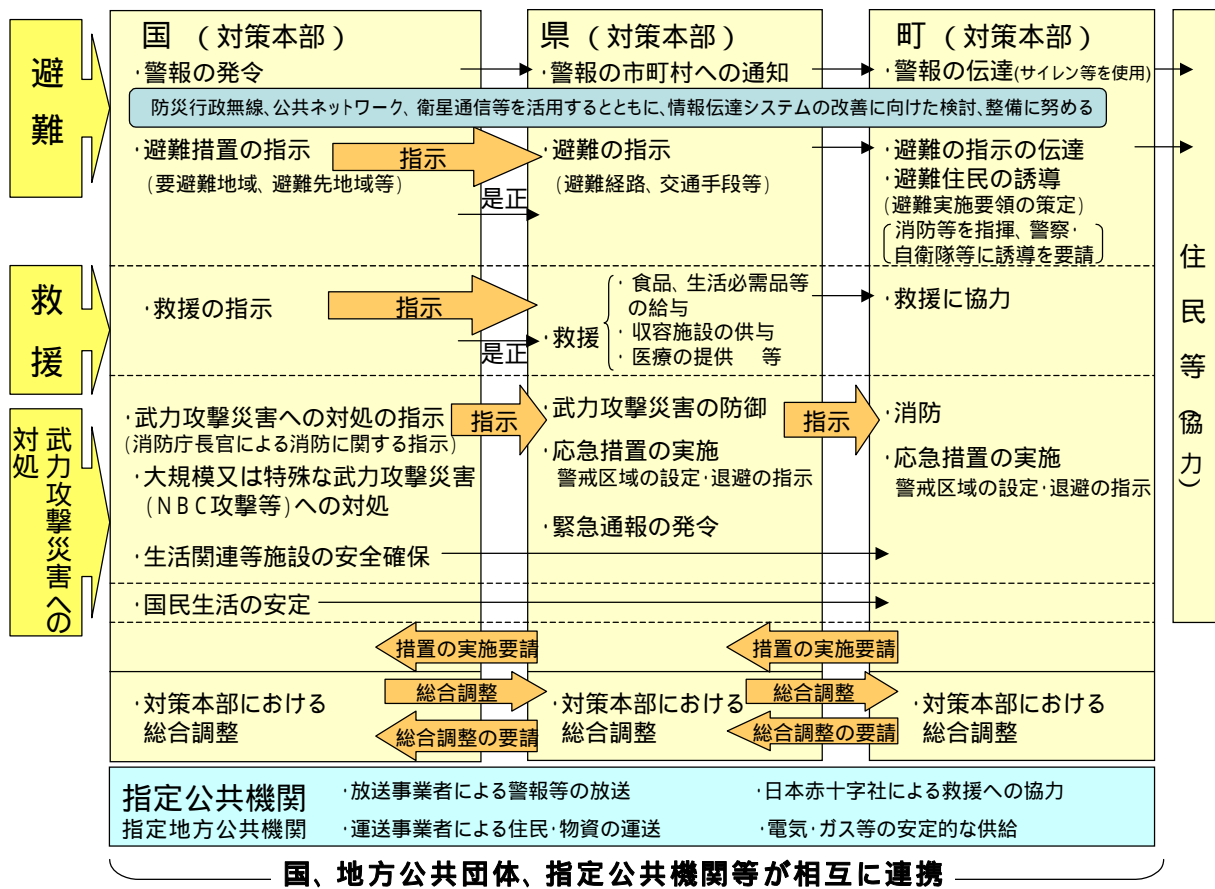 避難
国（対策本部）
県（対策本部）
町（対策本部）
･警報の発令
･警報の市町村への通知
･警報の伝達(サイレン等を使用)
防災行政無線、公共ネットワーク、衛星通信等を活用するとともに、情報伝達システムの改善に向けた検討、整備に努める
･避難措置の指示
(要避難地域、避難先地域等)
指示
是正
･避難の指示
(避難経路、交通手段等)
･避難の指示の伝達
･避難住民の誘導
(避難実施要領の策定)
消防等を指揮、警察･
自衛隊等に誘導を要請
住民等（協力）
救援
･救援の指示
指示
是正
･救援
･食品、生活必需品等
の給与
･収容施設の供与
･医療の提供　等
･救援に協力
武力攻撃災害への
対処
･武力攻撃災害への対処の指示
(消防庁長官による消防に関する指示)
･大規模又は特殊な武力攻撃災害
(ＮＢＣ攻撃等)への対処
･生活関連等施設の安全確保
指示
･武力攻撃災害の防御
･応急措置の実施
警戒区域の設定･退避の指示
･緊急通報の発令
指示
･消防
･応急措置の実施
警戒区域の設定･退避の指示
･国民生活の安定
措置の実施要請
措置の実施要請
･対策本部における
総合調整
総合調整
総合調整の要請
･対策本部における
総合調整
総合調整
総合調整の要請
･対策本部における
総合調整
指定公共機関
指定地方公共機関
･放送事業者による警報等の放送
･日本赤十字社による救援への協力
･運送事業者による住民･物資の運送
･電気･ガス等の安定的な供給
国、地方公共団体、指定公共機関等が相互に連携